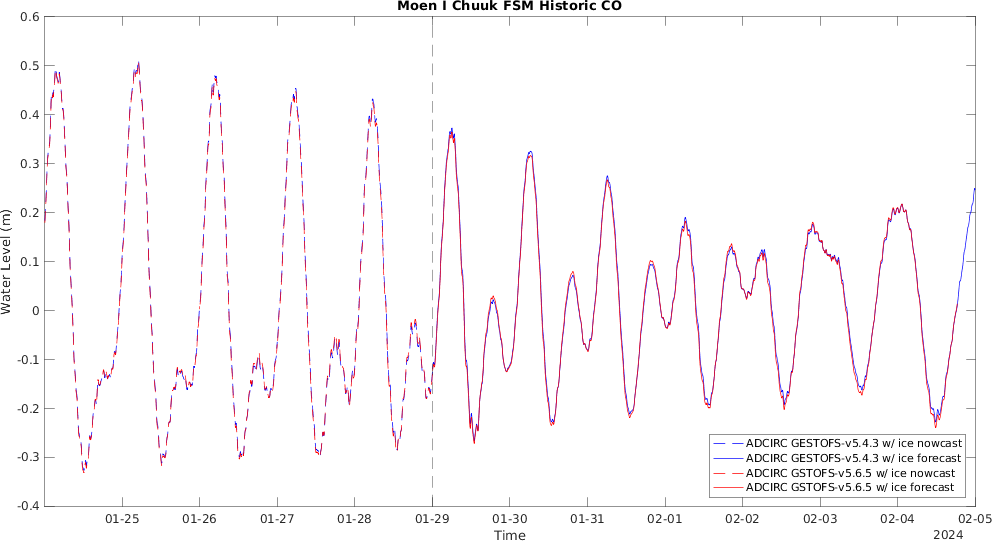 Moen I Chuuk FSM Historic CO
0.6
0.5
0.4
0.3
0.2
0.1
0
-0.1
-0.2
-0.3
-0.4
Water Level (m)
ADCIRC GESTOFS-v5.4.3 w/ ice nowcast
ADCIRC GESTOFS-v5.4.3 w/ ice forecast
ADCIRC GSTOFS-v5.6.5 w/ ice nowcast
ADCIRC GSTOFS-v5.6.5 w/ ice forecast
01-25 01-26 01-27 01-28 01-29 01-30 01-31 02-01 02-02 02-03 02-04 02-05
Time
2024